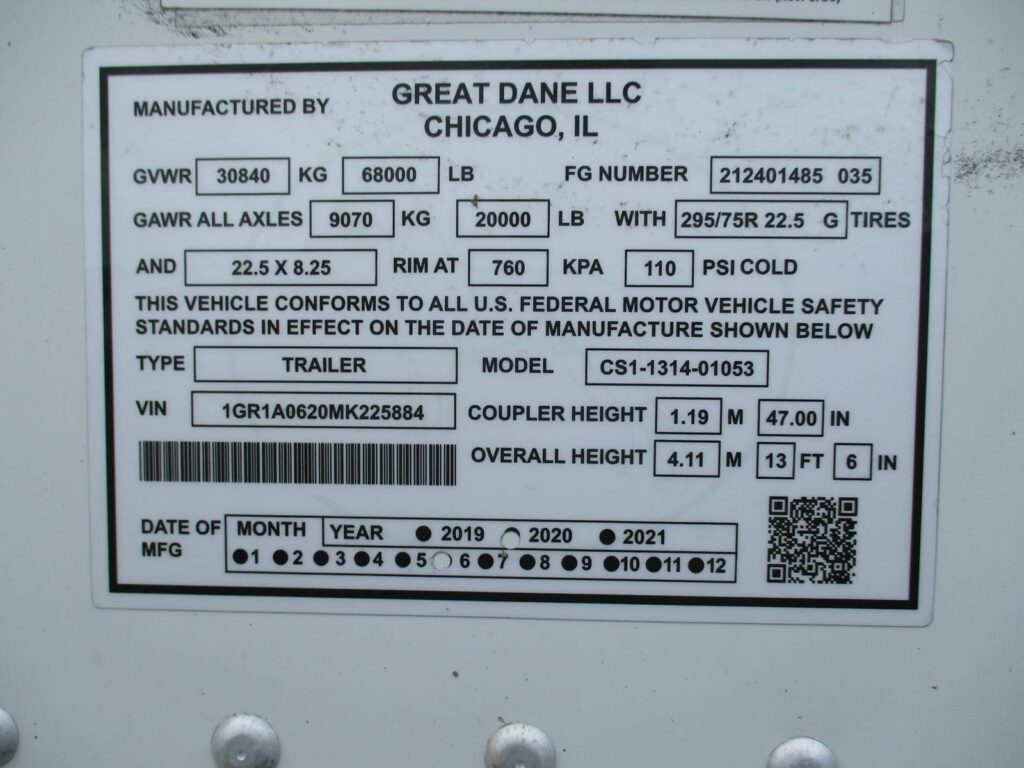 MANUFACTURED BY GREAT DANE LLC
CHICAGO, IL
GVWR 30840 KG 68000 LB FG NUMBER 212401485 035
GAWR ALL AXLES 9070 KG 20000 LB WITH 295/75R 22.5 G TIRES
AND 22.5 X 8.25 RIM AT 760 KPA 110 PSI COLD
THIS VEHICLE CONFORMS TO ALL U.S. FEDERAL MOTOR VEHICLE SAFETY
STANDARDS IN EFFECT ON THE DATE OF MANUFACTURE SHOWN BELOW
TYPE TRAILER MODEL CS1-1314-01053
VIN 1GR1A0620MK225884 COUPLER HEIGHT 1.19 M 47.00 IN
OVERALL HEIGHT 4.11 M 13 FT 6 IN
DATE OF MFG MONTH YEAR 2019 2020 2021
1 2 3 4 5 6 7 8 9 10 11 12